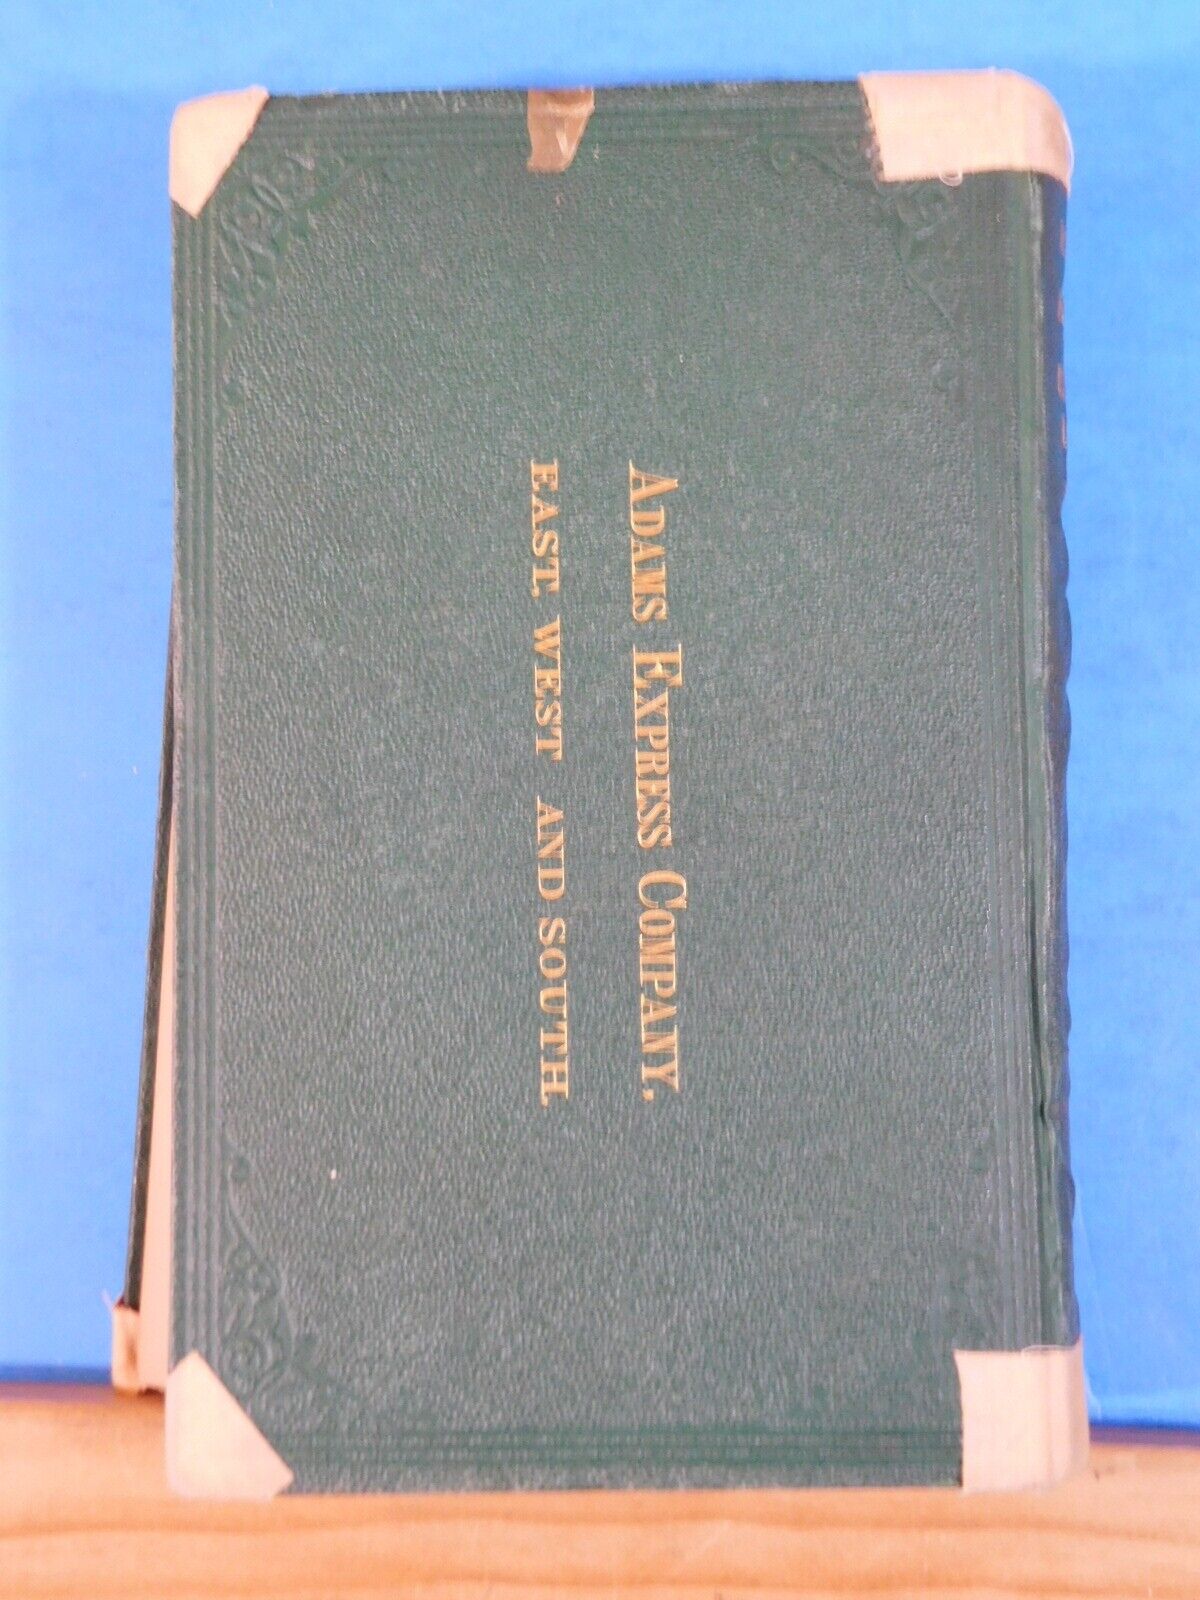 ADAMS EXPRESS COMPANY.
EAST, WEST AND SOUTH.